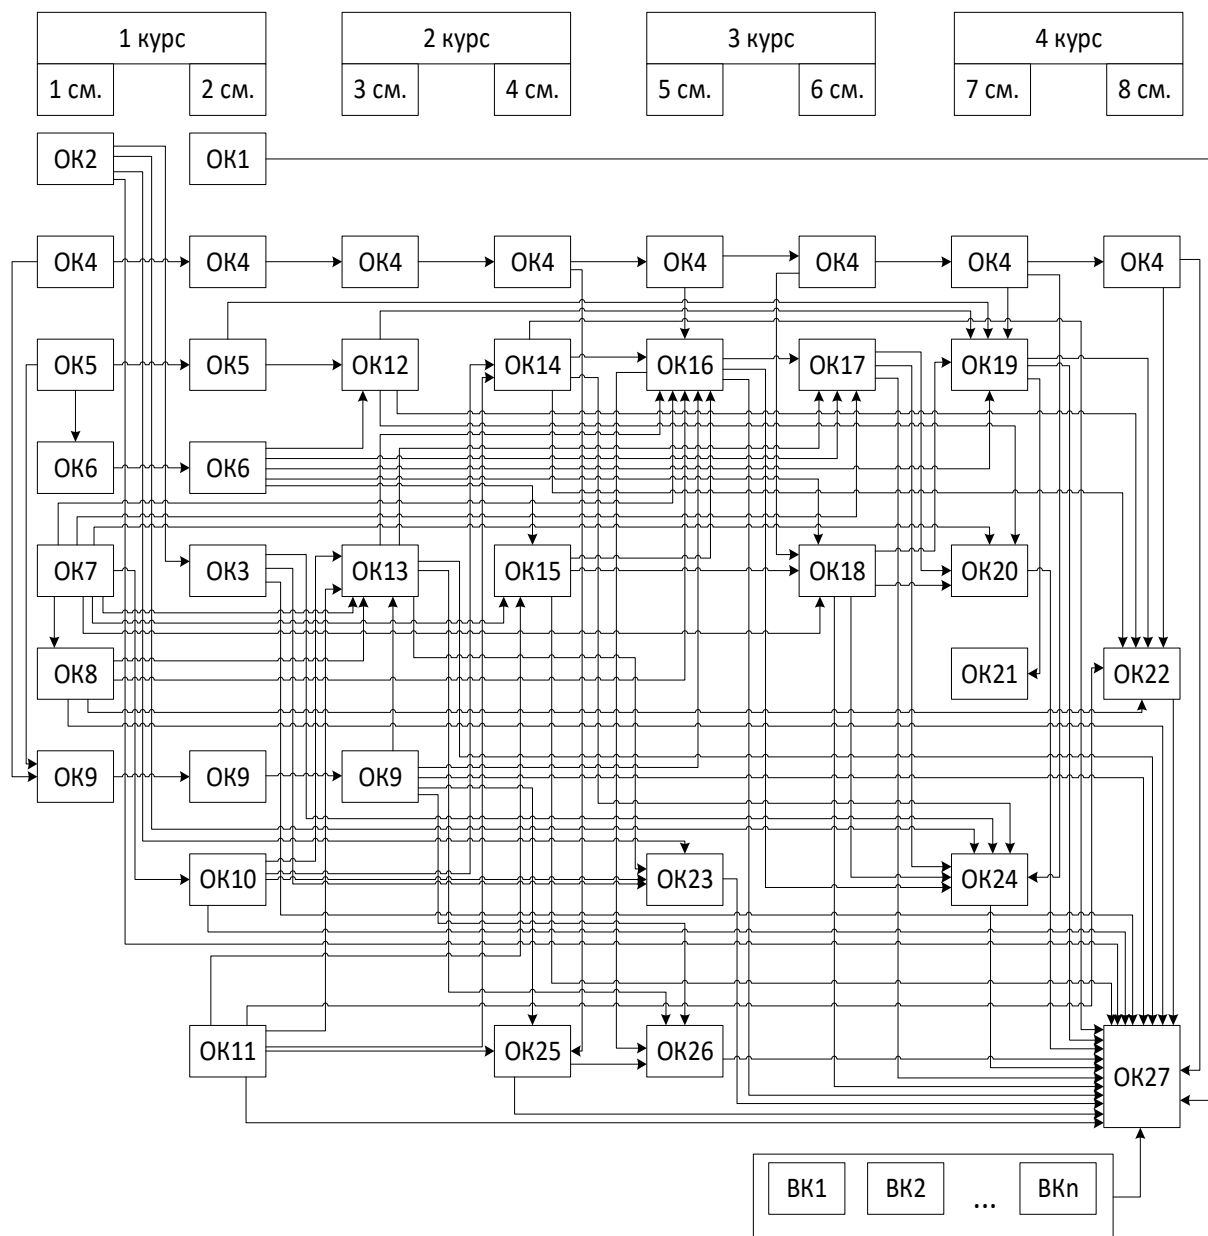 1 курс 2 курс 3 курс 4 курс
1 см. 2 см. 3 см. 4 см. 5 см. 6 см. 7 см. 8 см.
ОК2 ОК1
ОК4 ОК4 ОК4 ОК4 ОК4 ОК4 ОК4 ОК4
ОК5 ОК5 ОК12 ОК14 ОК16 ОК17 ОК19
ОК6 ОК6
ОК7 ОК3 ОК13 ОК15 ОК18 ОК20
ОК8 ОК21 ОК22
ОК9 ОК9 ОК9
ОК10 ОК23 ОК24
ОК11 ОК25 ОК26 ОК27
ВК1 ВК2 ... ВКn